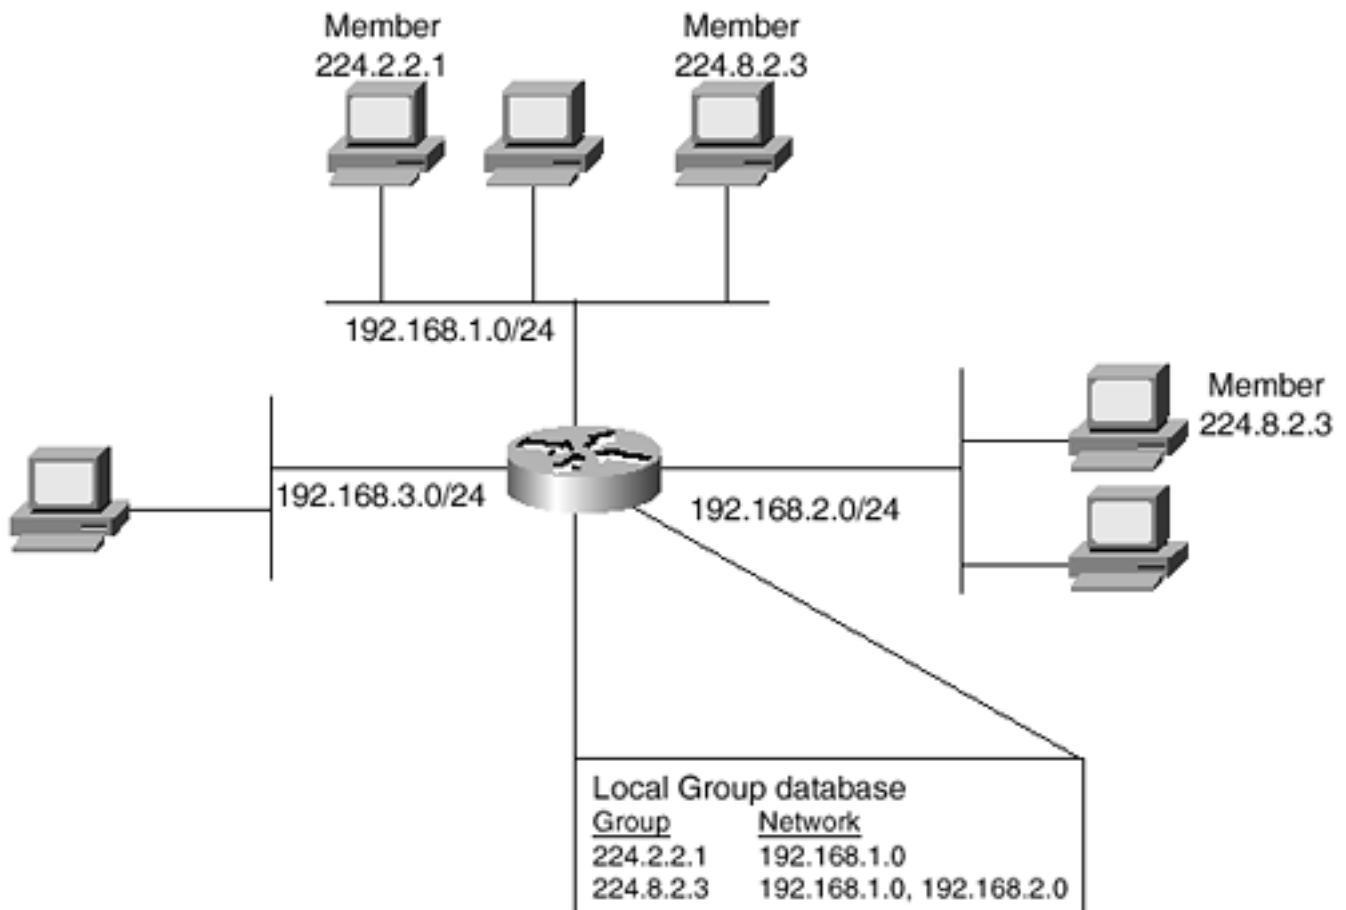 Member
224.2.2.1
Member
224.8.2.3
192.168.1.0/24
Member
224.8.2.3
192.168.3.0/24
192.168.2.0/24
Local Group database
Group Network
224.2.2.1 192.168.1.0
224.8.2.3 192.168.1.0, 192.168.2.0